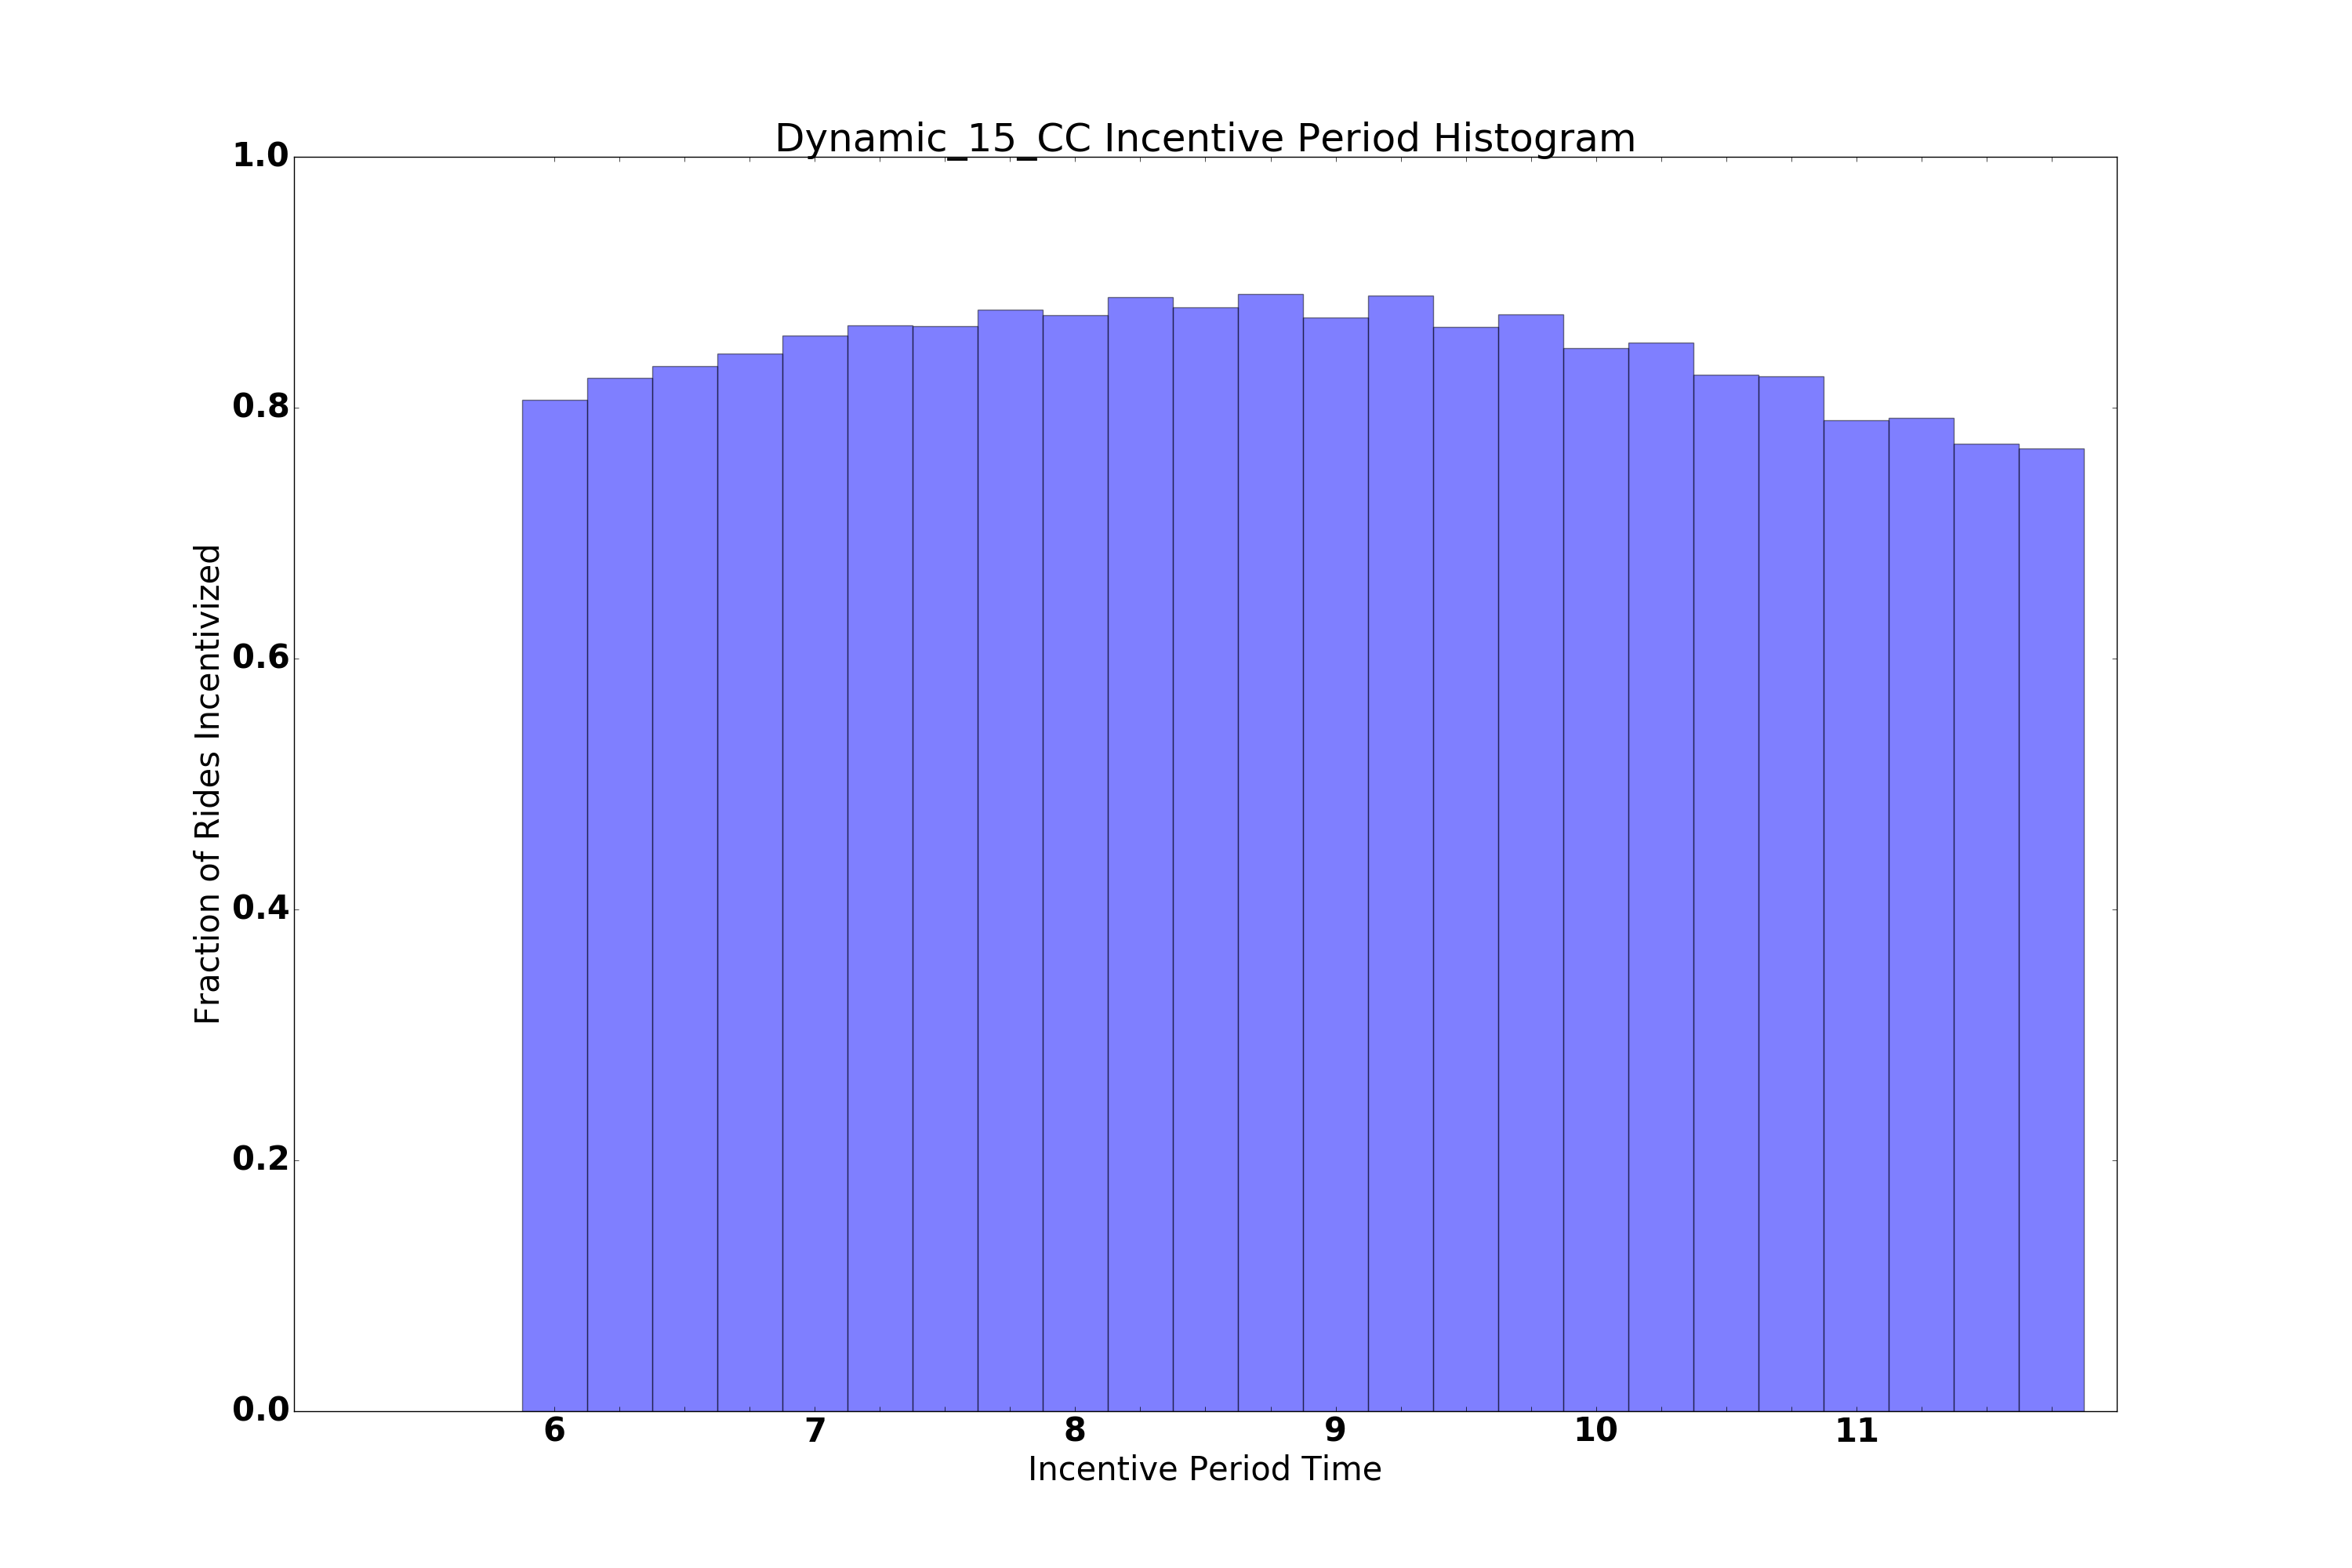 Dynamic_15_CC Incentive Period Histogram
1.0
0.8
0.6
0.4
0.2
0.0
Fraction of Rides Incentivized
6 7 8 9 10 11
Incentive Period Time